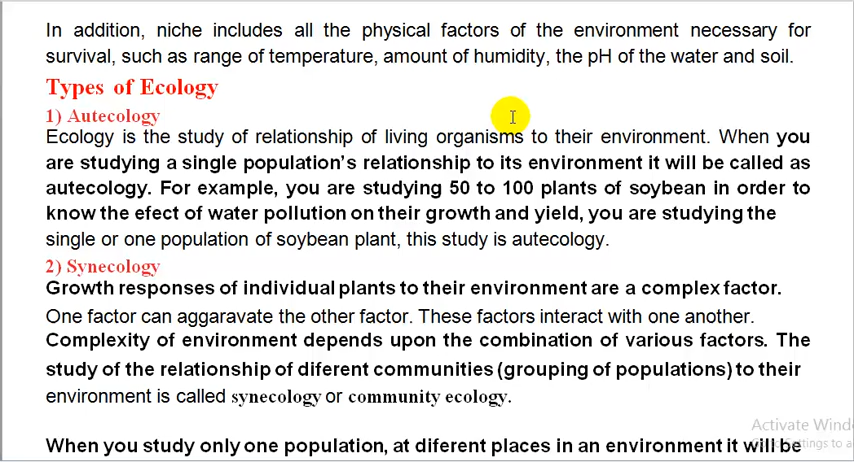 In addition, niche includes all the physical factors of the environment necessary for
survival, such as range of temperature, amount of humidity, the pH of the water and soil.
Types of Ecology
1) Autecology
Ecology is the study of relationship of living organisms to their environment. When you
are studying a single population's relationship to its environment it will be called as
autecology. For example, you are studying 50 to 100 plants of soybean in order to
know the efect of water pollution on their growth and yield, you are studying the
single or one population of soybean plant, this study is autecology.
2) Synecology
Growth responses of individual plants to their environment are a complex factor.
One factor can aggaravate the other factor. These factors interact with one another.
Complexity of environment depends upon the combination of various factors. The
study of the relationship of diferent communities (grouping of populations) to their
environment is called synecology or community ecology.
Activate Wind
When you study only one population, at diferent places in an environment it will be